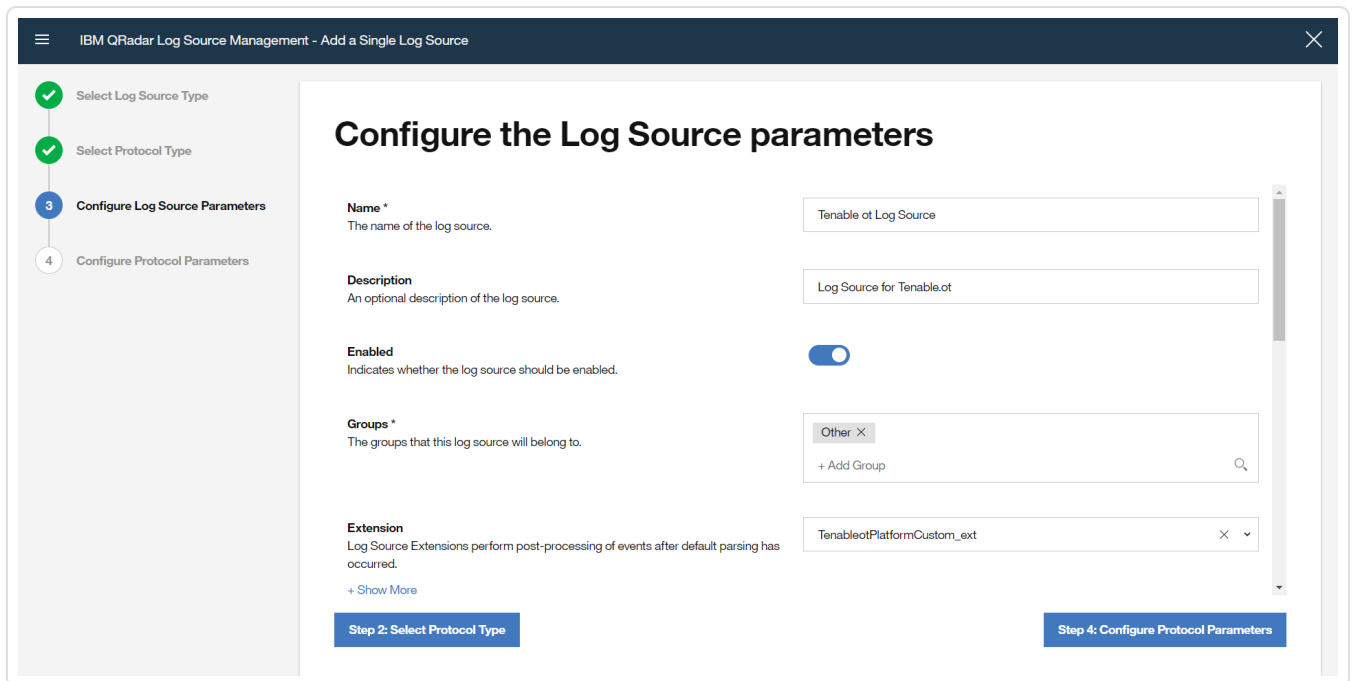 IBM QRadar Log Source Management - Add a Single Log Source
Select Log Source Type
Select Protocol Type
3 Configure Log Source Parameters
4 Configure Protocol Parameters
Configure the Log Source parameters
Name *
The name of the log source.
Tenable ot Log Source
Description
An optional description of the log source.
Log Source for Tenable.ot
Enabled
Indicates whether the log source should be enabled.
Groups *
The groups that this log source will belong to.
Other
+ Add Group
Extension
Log Source Extensions perform post-processing of events after default parsing has
occurred.
TenableotPlatformCustom_ext
+ Show More
Step 2: Select Protocol Type
Step 4: Configure Protocol Parameters